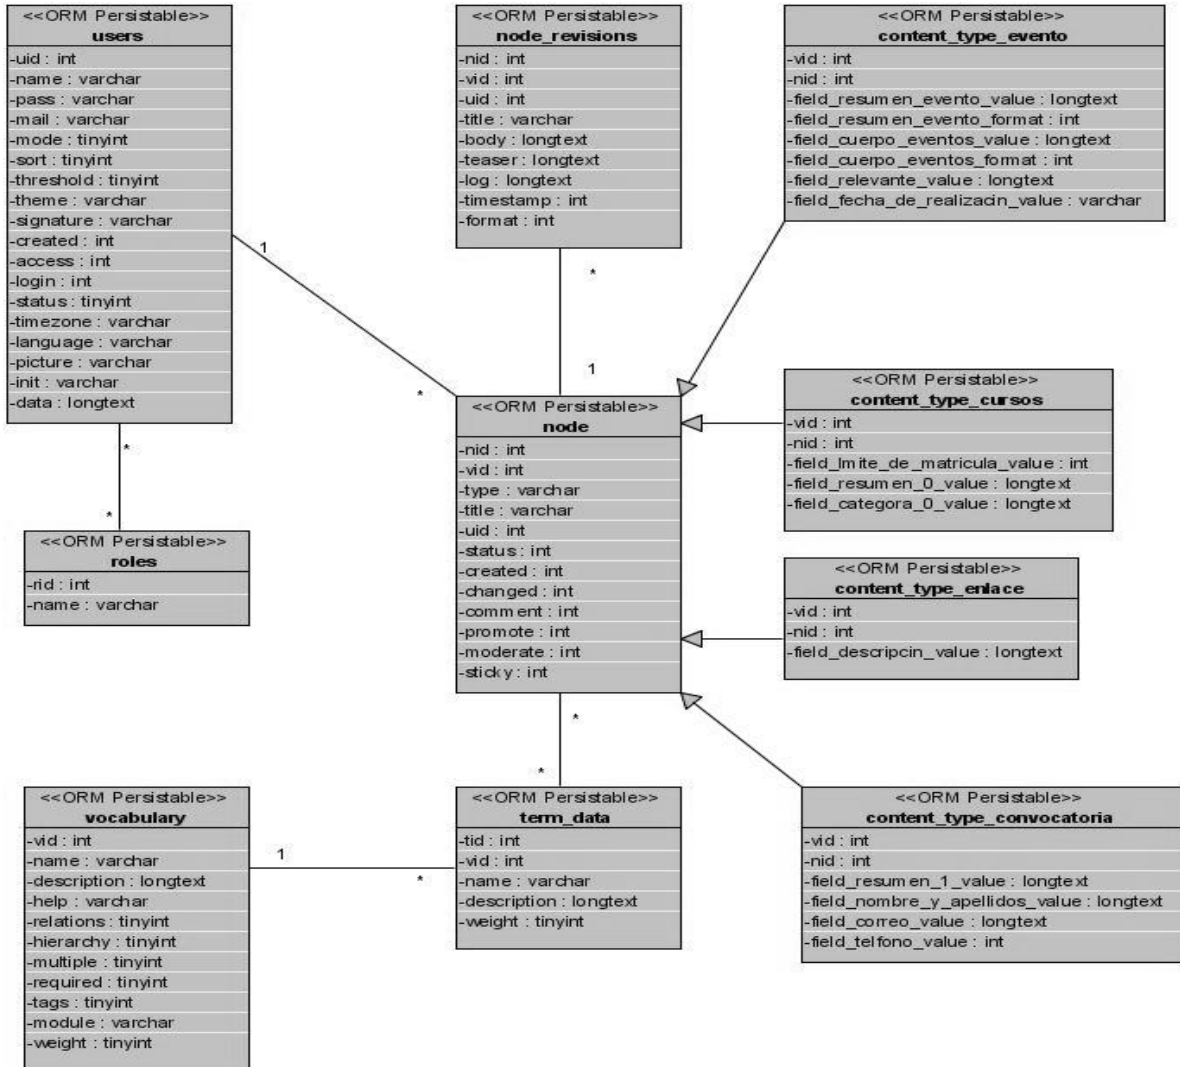 <<ORM Persistable>>
users
-uid : int
-name : varchar
-pass : varchar
-mail : varchar
-mode : tinyint
-sort : tinyint
-threshold : tinyint
-theme : varchar
-signature : varchar
-created : int
-access : int
-login : int
-status : tinyint
-timezone : varchar
-language : varchar
-picture : varchar
-init : varchar
-data : longtext
<<ORM Persistable>>
node_revisions
-nid : int
-vid : int
-uid : int
-title : varchar
-body : longtext
-teaser : longtext
-log : longtext
-timestamp : int
-format : int
<<ORM Persistable>>
content_type_evento
-vid : int
-nid : int
-field_resumen_evento_value : longtext
-field_resumen_evento_format : int
-field_cuerpo_eventos_value : longtext
-field_cuerpo_eventos_format : int
-field_relevante_value : longtext
-field_fecha_de_realizacin_value : varchar
1
*
*
1
*
*
<<ORM Persistable>>
roles
-rid : int
-name : varchar
<<ORM Persistable>>
node
-nid : int
-vid : int
-type : varchar
-title : varchar
-uid : int
-status : int
-created : int
-changed : int
-comment : int
-promote : int
-moderate : int
-sticky : int
<<ORM Persistable>>
content_type_cursos
-vid : int
-nid : int
-field_lmite_de_matricula_value : int
-field_resumen_0_value : longtext
-field_categora_0_value : longtext
<<ORM Persistable>>
content_type_enlace
-vid : int
-nid : int
-field_descripcin_value : longtext
*
*
<<ORM Persistable>>
vocabulary
-vid : int
-name : varchar
-description : longtext
-help : varchar
-relations : tinyint
-hierarchy : tinyint
-multiple : tinyint
-required : tinyint
-tags : tinyint
-module : varchar
-weight : tinyint
1
*
<<ORM Persistable>>
term_data
-tid : int
-vid : int
-name : varchar
-description : longtext
-weight : tinyint
<<ORM Persistable>>
content_type_convocatoria
-vid : int
-nid : int
-field_resumen_1_value : longtext
-field_nombre_y_apellidos_value : longtext
-field_correo_value : longtext
-field_telfono_value : int